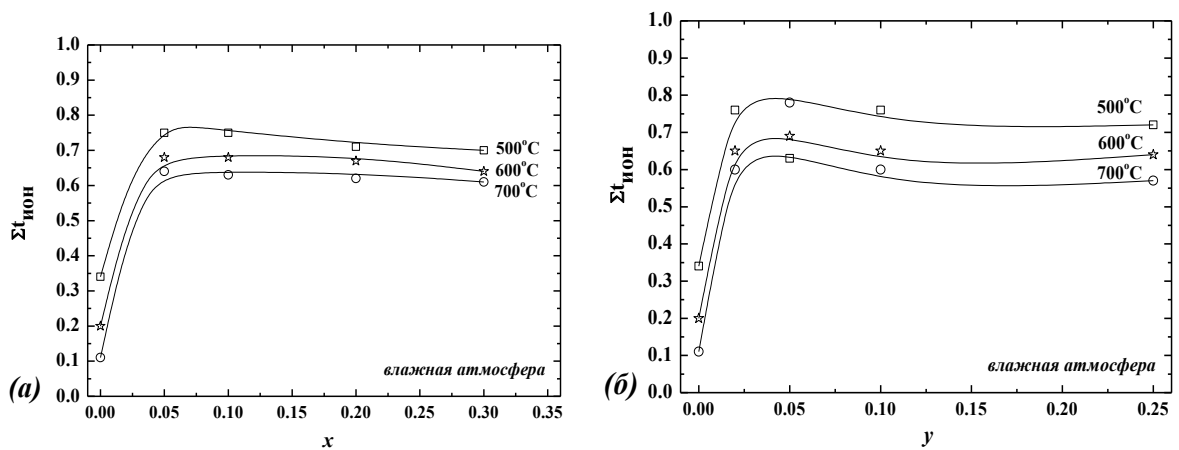 1.0
0.9
0.8
0.7
0.6
0.5
0.4
0.3
0.2
0.1
0.0
Σtион
500°C
600°C
700°C
влажная атмосфера
(а)
0.00 0.05 0.10 0.15 0.20 0.25 0.30 0.35
x
1.0
0.9
0.8
0.7
0.6
0.5
0.4
0.3
0.2
0.1
0.0
Σtион
500°C
600°C
700°C
влажная атмосфера
(б)
0.00 0.05 0.10 0.15 0.20 0.25
y